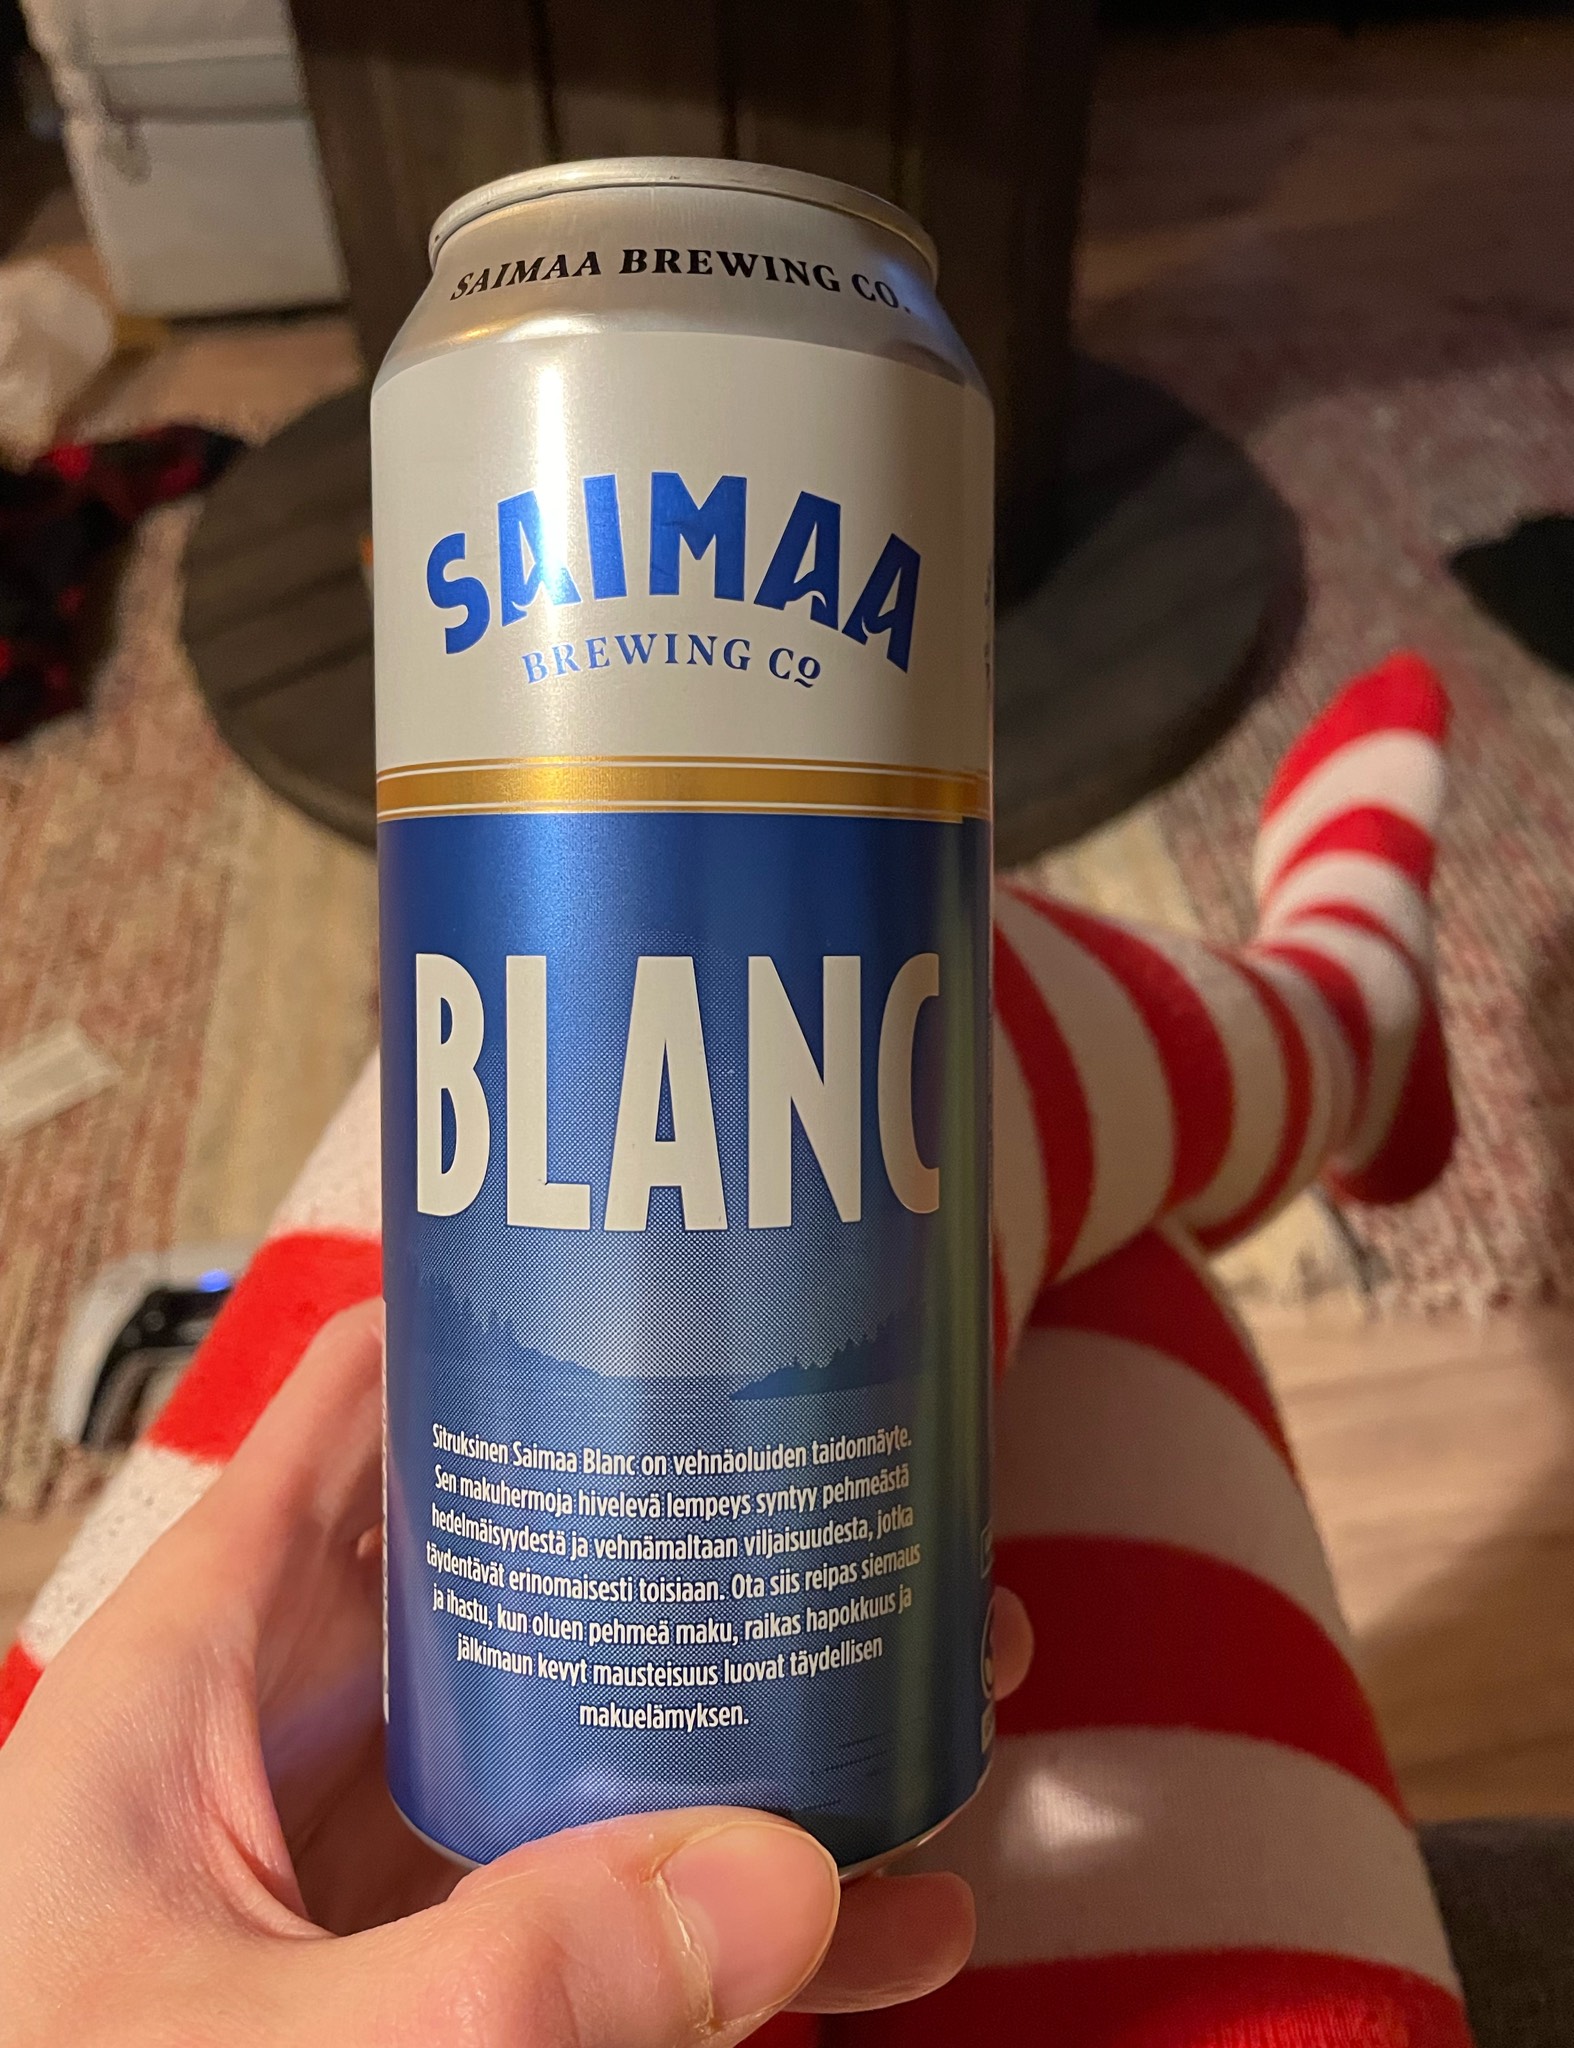 SAIMAA BREWING CO.
SAIMAA
BREWING Co
BLANC
Sitruksinen Saimaa Blanc on vehnäoluiden taidonnäyte.
Sen makuhermoja hivelevä lempeys syntyy pehmeästä
hedelmäisyydestä ja vehnämaltaan viljaisuudesta, jotka
täydentävät erinomaisesti toisiaan. Ota siis reipas siemaus
ja ihastu, kun oluen pehmeä maku, raikas hapokkuus ja
jälkimaun kevyt mausteisuus luovat täydellisen
makuelämyksen.